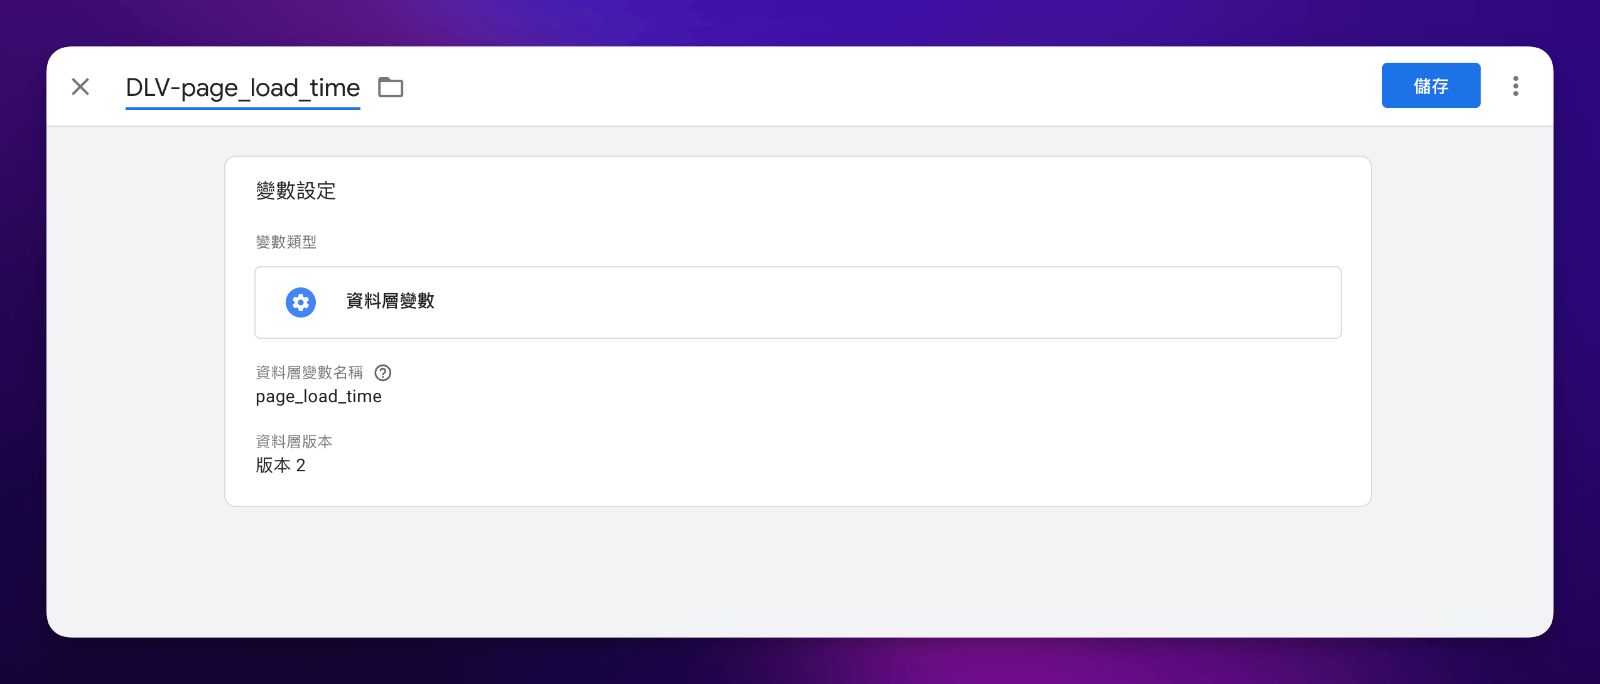 DLV-page_load_time
儲存
變數設定
變數類型
資料層變數
資料層變數名稱
page_load_time
資料層版本
版本 2